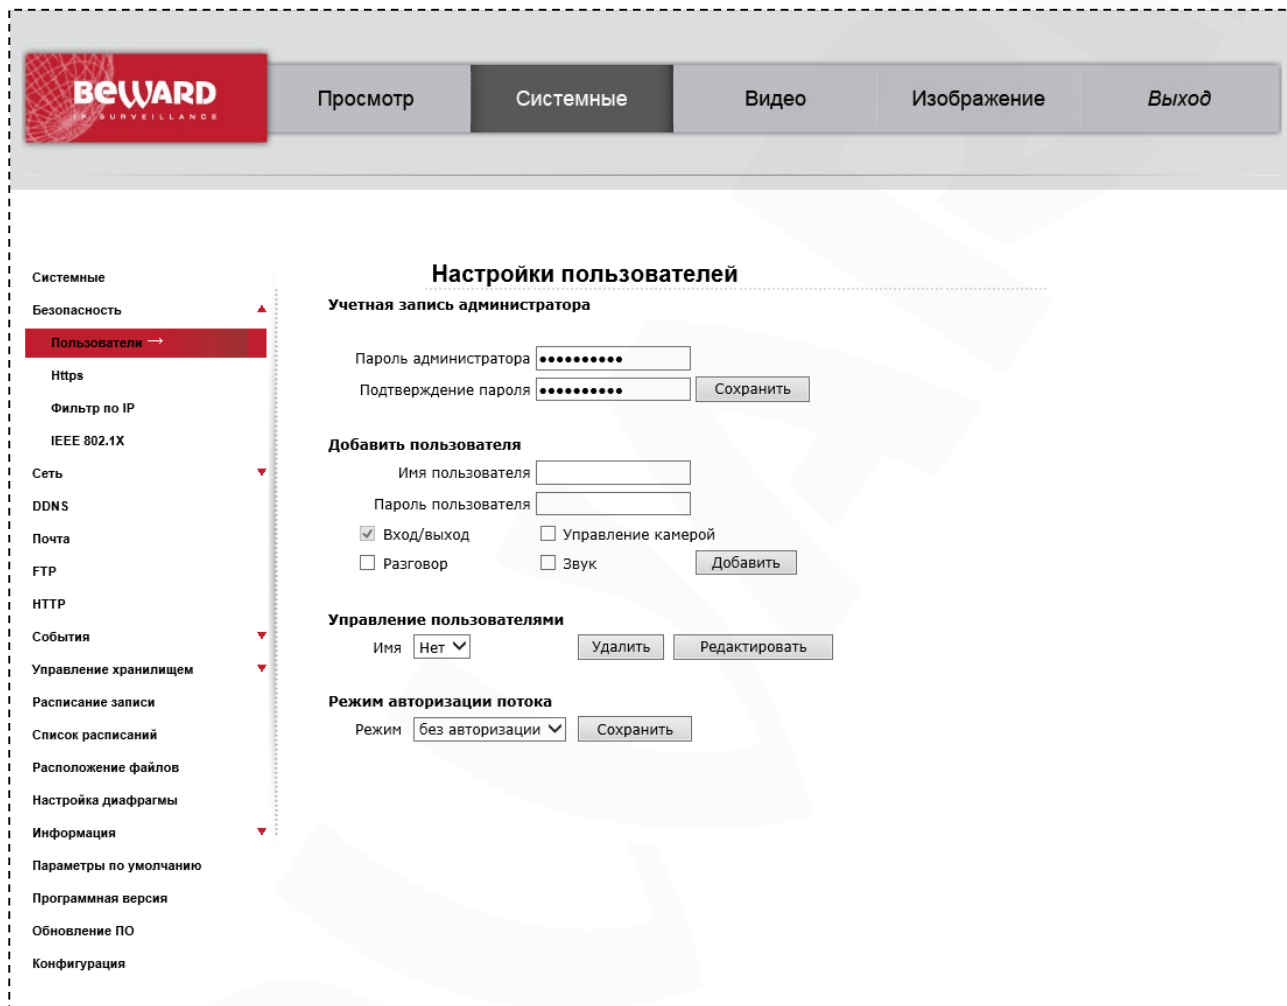 BEWARD
IP SURVEILLANCE
Просмотр
Системные
Видео
Изображение
Выход
Системные
Безопасность
Пользователи →
Https
Фильтр по IP
IEEE 802.1X
Сеть
DDNS
Почта
FTP
HTTP
События
Управление хранилищем
Расписание записи
Список расписаний
Расположение файлов
Настройка диафрагмы
Информация
Параметры по умолчанию
Программная версия
Обновление ПО
Конфигурация
Настройки пользователей
Учетная запись администратора
Пароль администратора ••••••••••
Подтверждение пароля •••••••••• Сохранить
Добавить пользователя
Имя пользователя
Пароль пользователя
Вход/выход Управление камерой
Разговор Звук Добавить
Управление пользователями
Имя Нет Удалить Редактировать
Режим авторизации потока
Режим без авторизации Сохранить